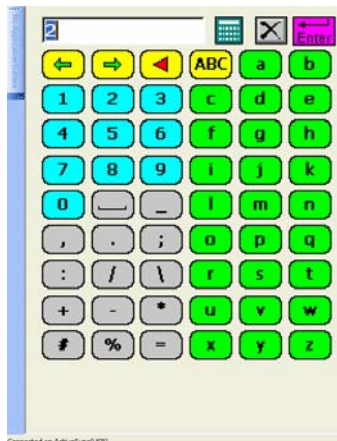 2
Enter
ABC a b
1 2 3 c d e
4 5 6 f g h
7 8 9 i j k
0 _ l m n
, . ; o p q
: / \ r s t
+ - * u v w
# % = x y z